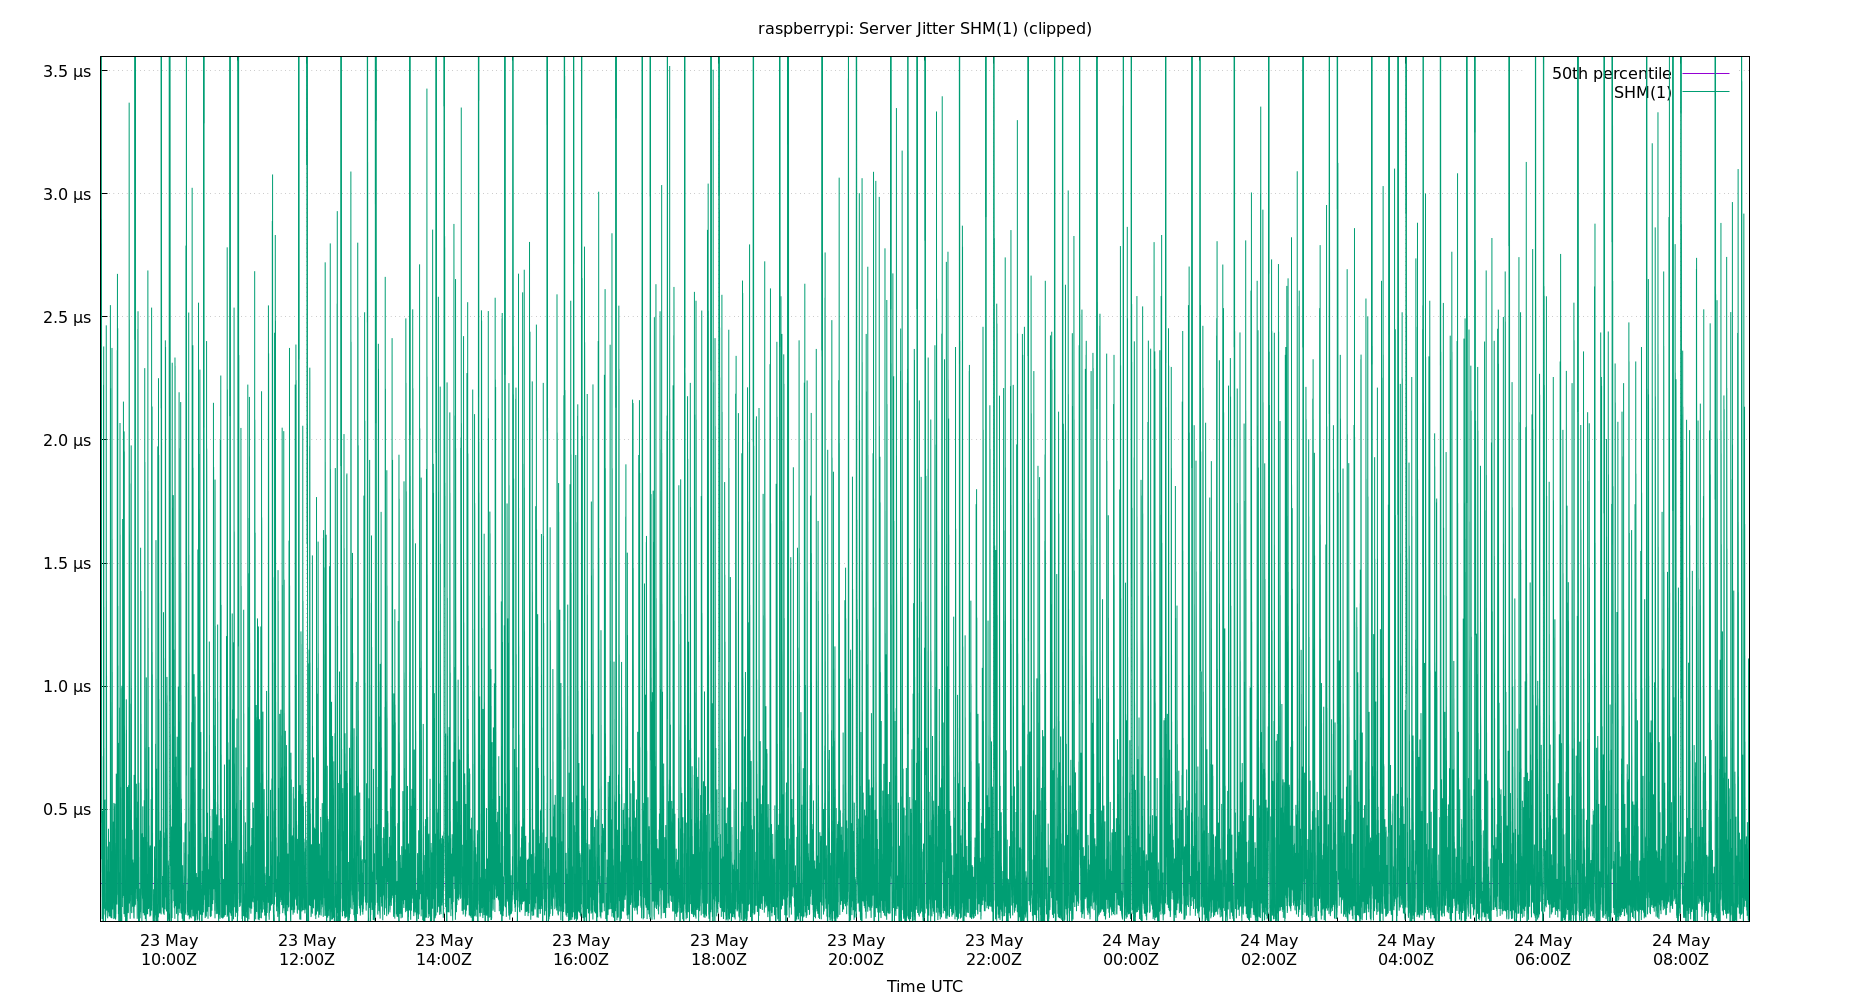 raspberrypi: Server Jitter SHM(1) (clipped)
3.5 µs
50th percentile
SHM(1)
3.0 µs
2.5 µs
2.0 µs
1.5 µs
1.0 µs
0.5 µs
23 May 23 May 23 May 23 May 23 May 23 May 23 May 24 May 24 May 24 May 24 May 24 May
10:00Z 12:00Z 14:00Z 16:00Z 18:00Z 20:00Z 22:00Z 00:00Z 02:00Z 04:00Z 06:00Z 08:00Z
Time UTC